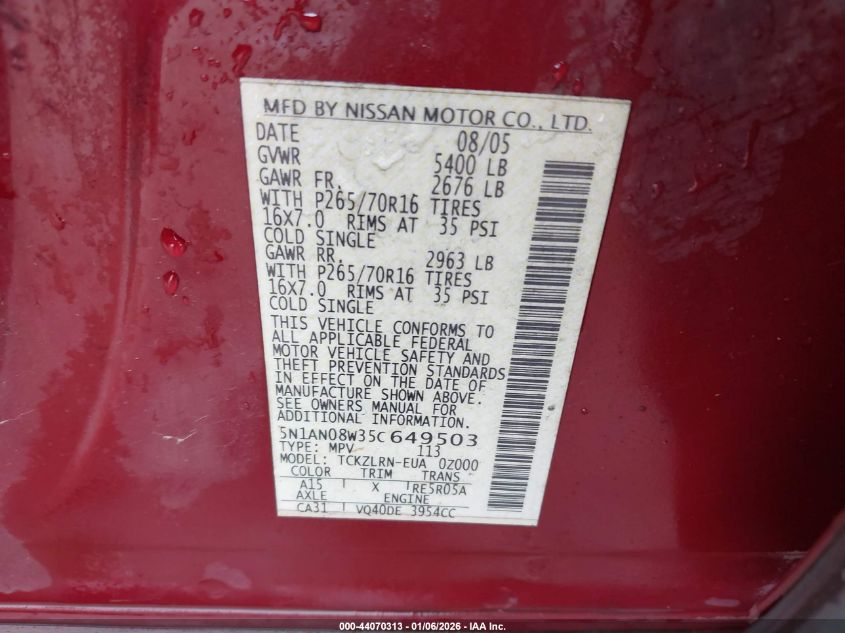 MFD BY NISSAN MOTOR CO., LTD.
DATE 08/05
GVWR 5400 LB
GAWR FR. 2676 LB
WITH P265/70R16 TIRES
16X7.0 RIMS AT 35 PSI
COLD SINGLE
GAWR RR. 2963 LB
WITH P265/70R16 TIRES
16X7.0 RIMS AT 35 PSI
COLD SINGLE
THIS VEHICLE CONFORMS TO
ALL APPLICABLE FEDERAL
MOTOR VEHICLE SAFETY AND
THEFT PREVENTION STANDARDS
IN EFFECT ON THE DATE OF
MANUFACTURE SHOWN ABOVE.
SEE OWNERS MANUAL FOR
ADDITIONAL INFORMATION.
5N1AN08W35C649503
TYPE: MPV 113
MODEL: TCKZLRN-EUA 0Z000
COLOR TRIM TRANS
A15 X RE5R05A
AXLE ENGINE
CA31 VQ40DE 3954CC
000-44070313 - 01/06/2026 - IAA Inc.